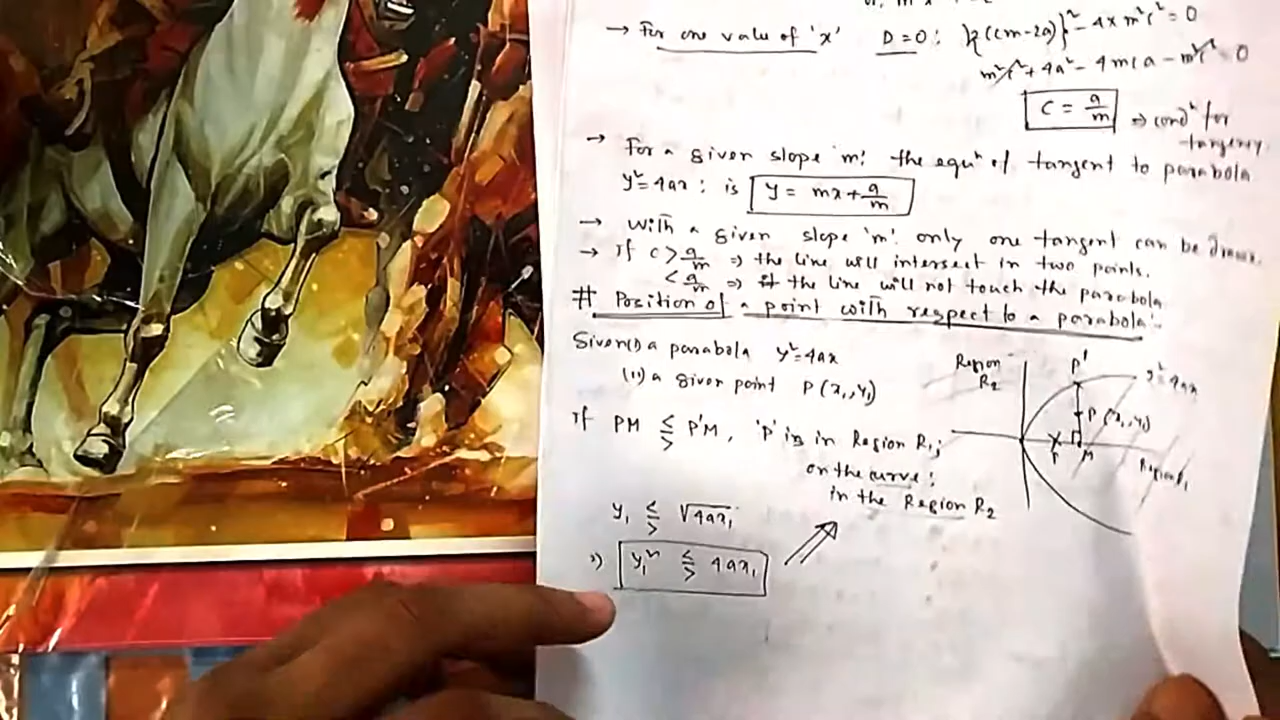 → For one value of 'x' D=0: {2(cm-2a)}² - 4×m²c² = 0
m²c² + 4a² - 4mca - m²c² = 0
C = a/m ⇒ condⁿ for tangency.
→ For a given slope 'm': the equⁿ of tangent to parabola
y²=4ax : is y = mx + a/m
→ With a given slope 'm' only one tangent can be drawn.
→ If c > a/m ⇒ the line will intersect in two points.
< a/m ⇒ the line will not touch the parabola
# Position of a point with respect to a parabola:-
Given (i) a parabola y²=4ax
(ii) a given point P(x₁,y₁)
If PM ⪋ P'M, 'P' is in Region R₁;
on the curve;
in the Region R₂
y₁ ⪋ √4ax₁
⇒) y₁² ⪋ 4ax₁
Region R₂
P'
y²=4ax
P(x₁,y₁)
F M
Region R₁